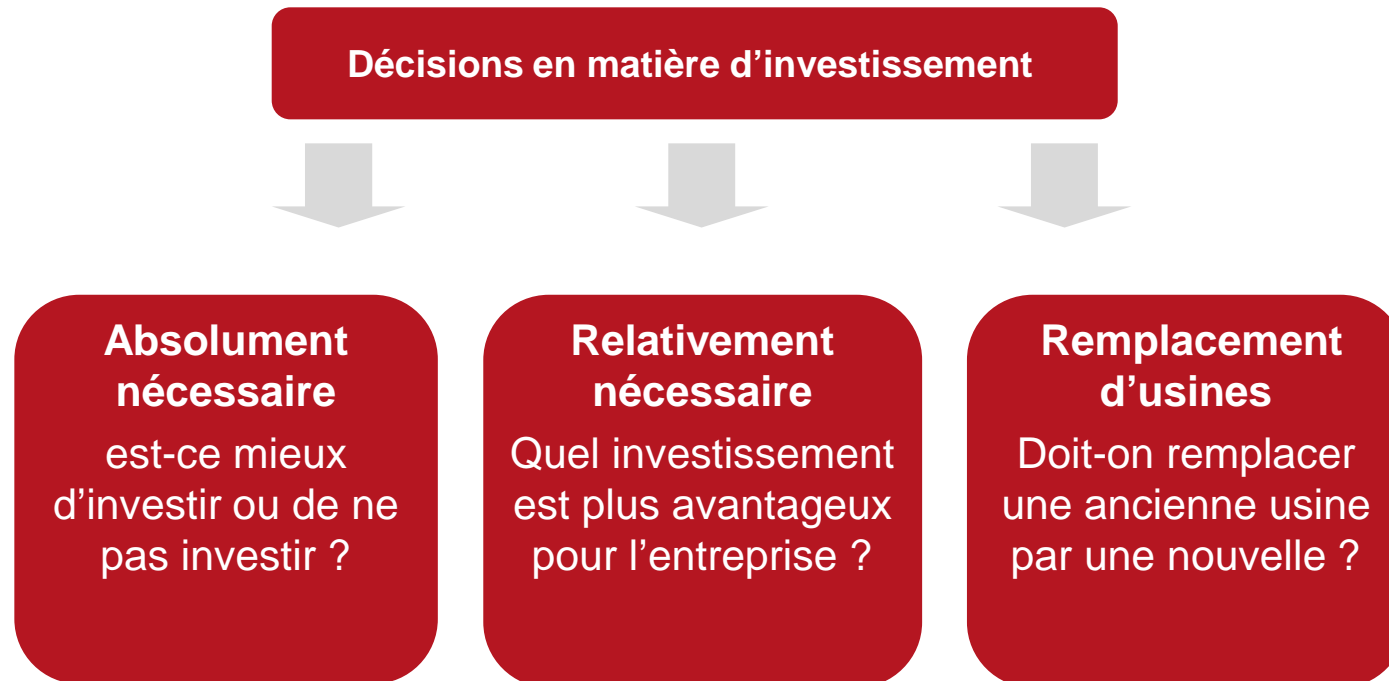 Décisions en matière d’investissement
Absolument
nécessaire
est-ce mieux
d’investir ou de ne
pas investir ?
Relativement
nécessaire
Quel investissement
est plus avantageux
pour l’entreprise ?
Remplacement
d’usines
Doit-on remplacer
une ancienne usine
par une nouvelle ?